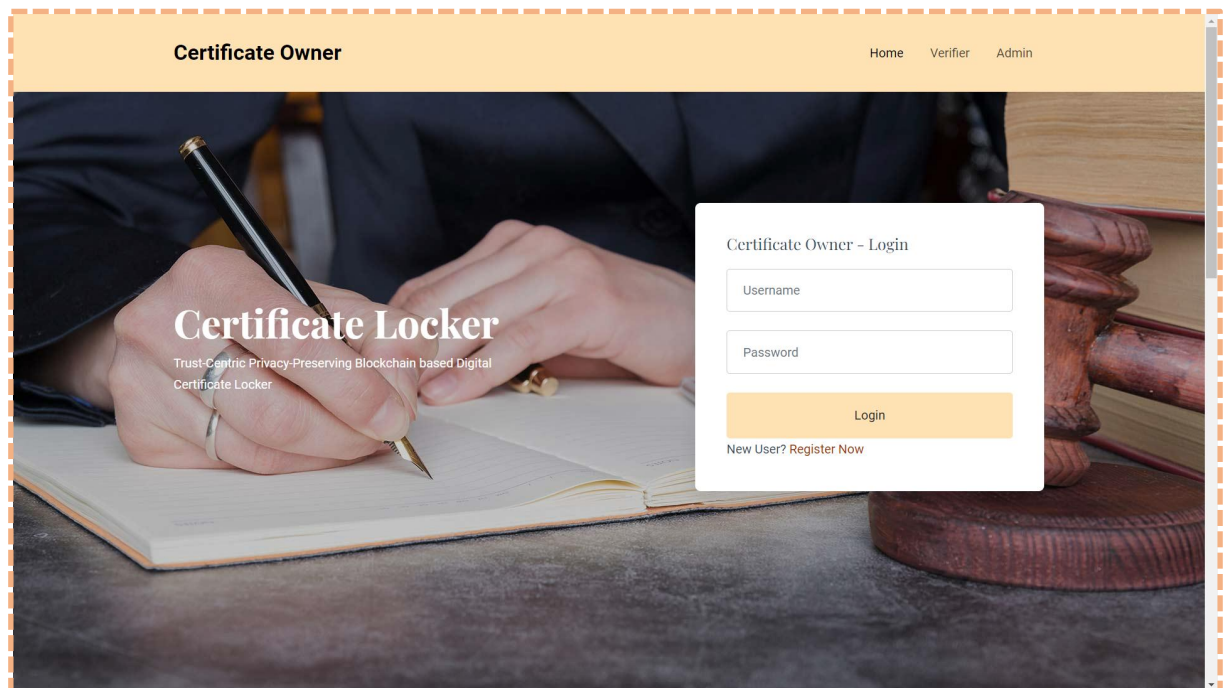 Certificate Owner
Home Verifier Admin
Certificate Owner - Login
Username
Certificate Locker
Trust-Centric Privacy-Preserving Blockchain based Digital
Certificate Locker
Password
Login
New User? Register Now